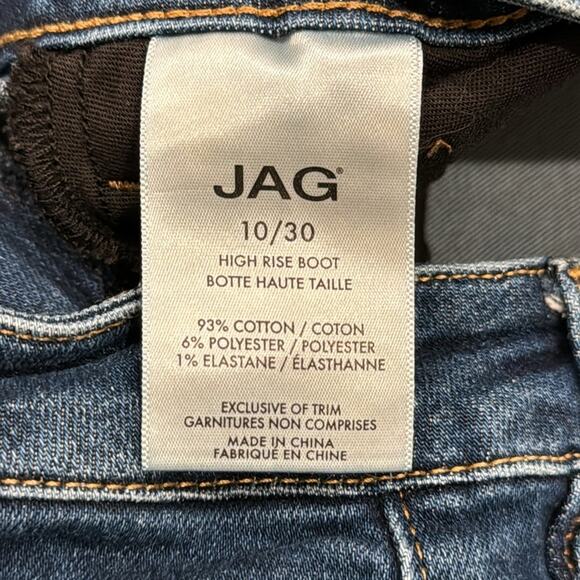 JAG®
10/30
HIGH RISE BOOT
BOTTE HAUTE TAILLE
93% COTTON / COTON
6% POLYESTER / POLYESTER
1% ELASTANE / ÉLASTHANNE
EXCLUSIVE OF TRIM
GARNITURES NON COMPRISES
MADE IN CHINA
FABRIQUÉ EN CHINE